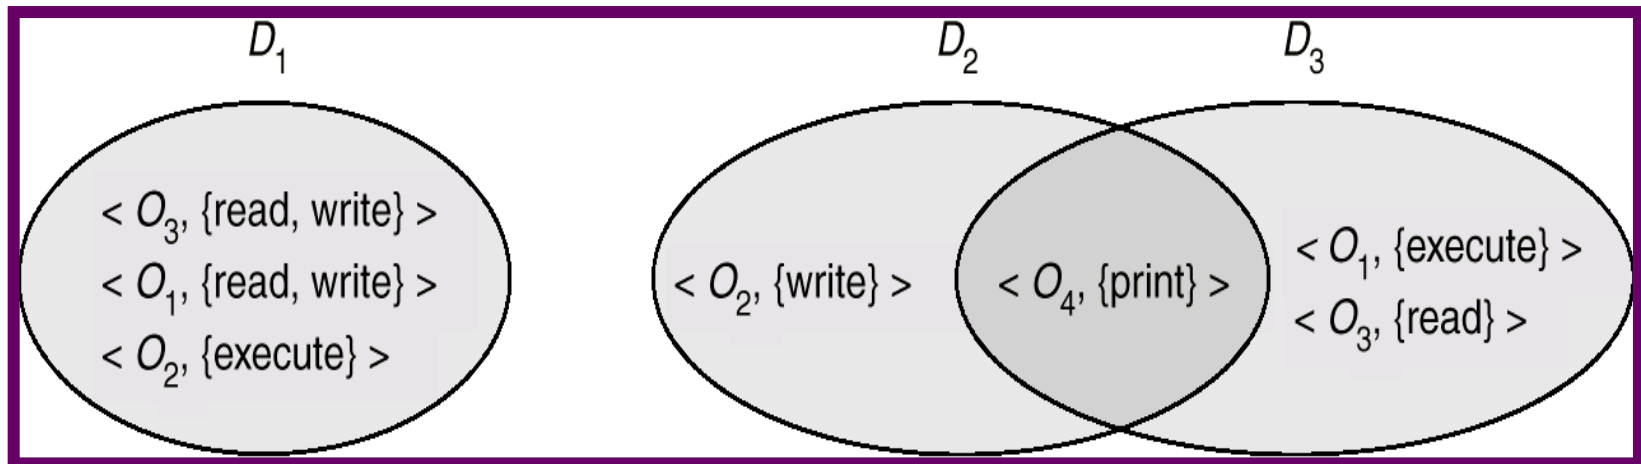 D₁
D₂
D₃
< O₃, {read, write} >
< O₁, {read, write} >
< O₂, {execute} >
< O₂, {write} >
< O₄, {print} >
< O₁, {execute} >
< O₃, {read} >